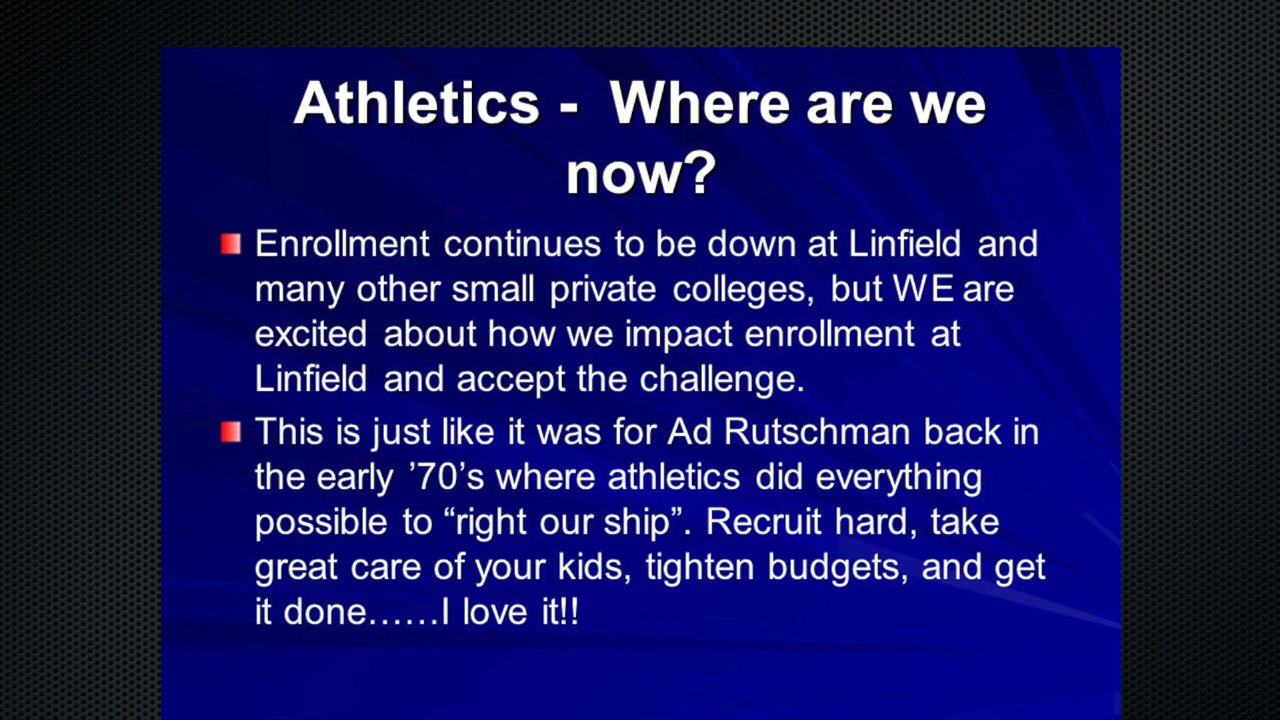 Athletics - Where are we
now?
Enrollment continues to be down at Linfield and
many other small private colleges, but WE are
excited about how we impact enrollment at
Linfield and accept the challenge.
This is just like it was for Ad Rutschman back in
the early ’70’s where athletics did everything
possible to “right our ship”. Recruit hard, take
great care of your kids, tighten budgets, and get
it done……I love it!!